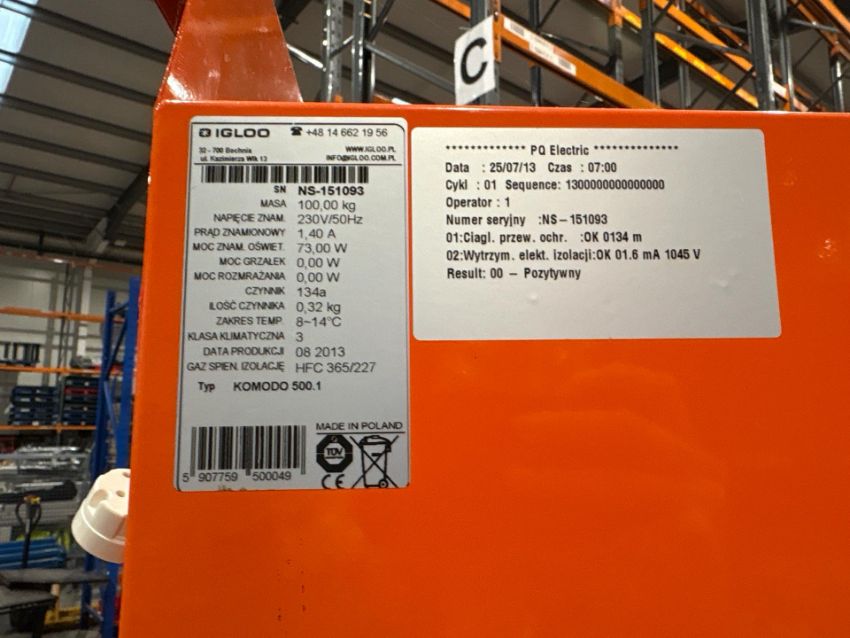 C
IGLOO ☎ +48 14 662 19 56
32 - 700 Bochnia WWW.IGLOO.PL
ul. Kazimierza Wlk 13 INFO@IGLOO.COM.PL
SN NS-151093
MASA 100,00 kg
NAPIĘCIE ZNAM. 230V/50Hz
PRĄD ZNAMIONOWY 1,40 A
MOC ZNAM. OŚWIET. 73,00 W
MOC GRZAŁEK 0,00 W
MOC ROZMRAŻANIA 0,00 W
CZYNNIK 134a
ILOŚĆ CZYNNIKA 0,32 kg
ZAKRES TEMP. 8~14°C
KLASA KLIMATYCZNA 3
DATA PRODUKCJI 08 2013
GAZ SPIEN. IZOLACJĘ HFC 365/227
Typ KOMODO 500.1
MADE IN POLAND
TÜV
CE
5 907759 500049
************* PQ Electric **************
Data : 25/07/13 Czas : 07:00
Cykl : 01 Sequence: 1300000000000000
Operator : 1
Numer seryjny :NS-151093
01:Ciagl. przew. ochr. :OK 0134 m
02:Wytrzym. elekt. izolacji:OK 01.6 mA 1045 V
Result: 00 - Pozytywny